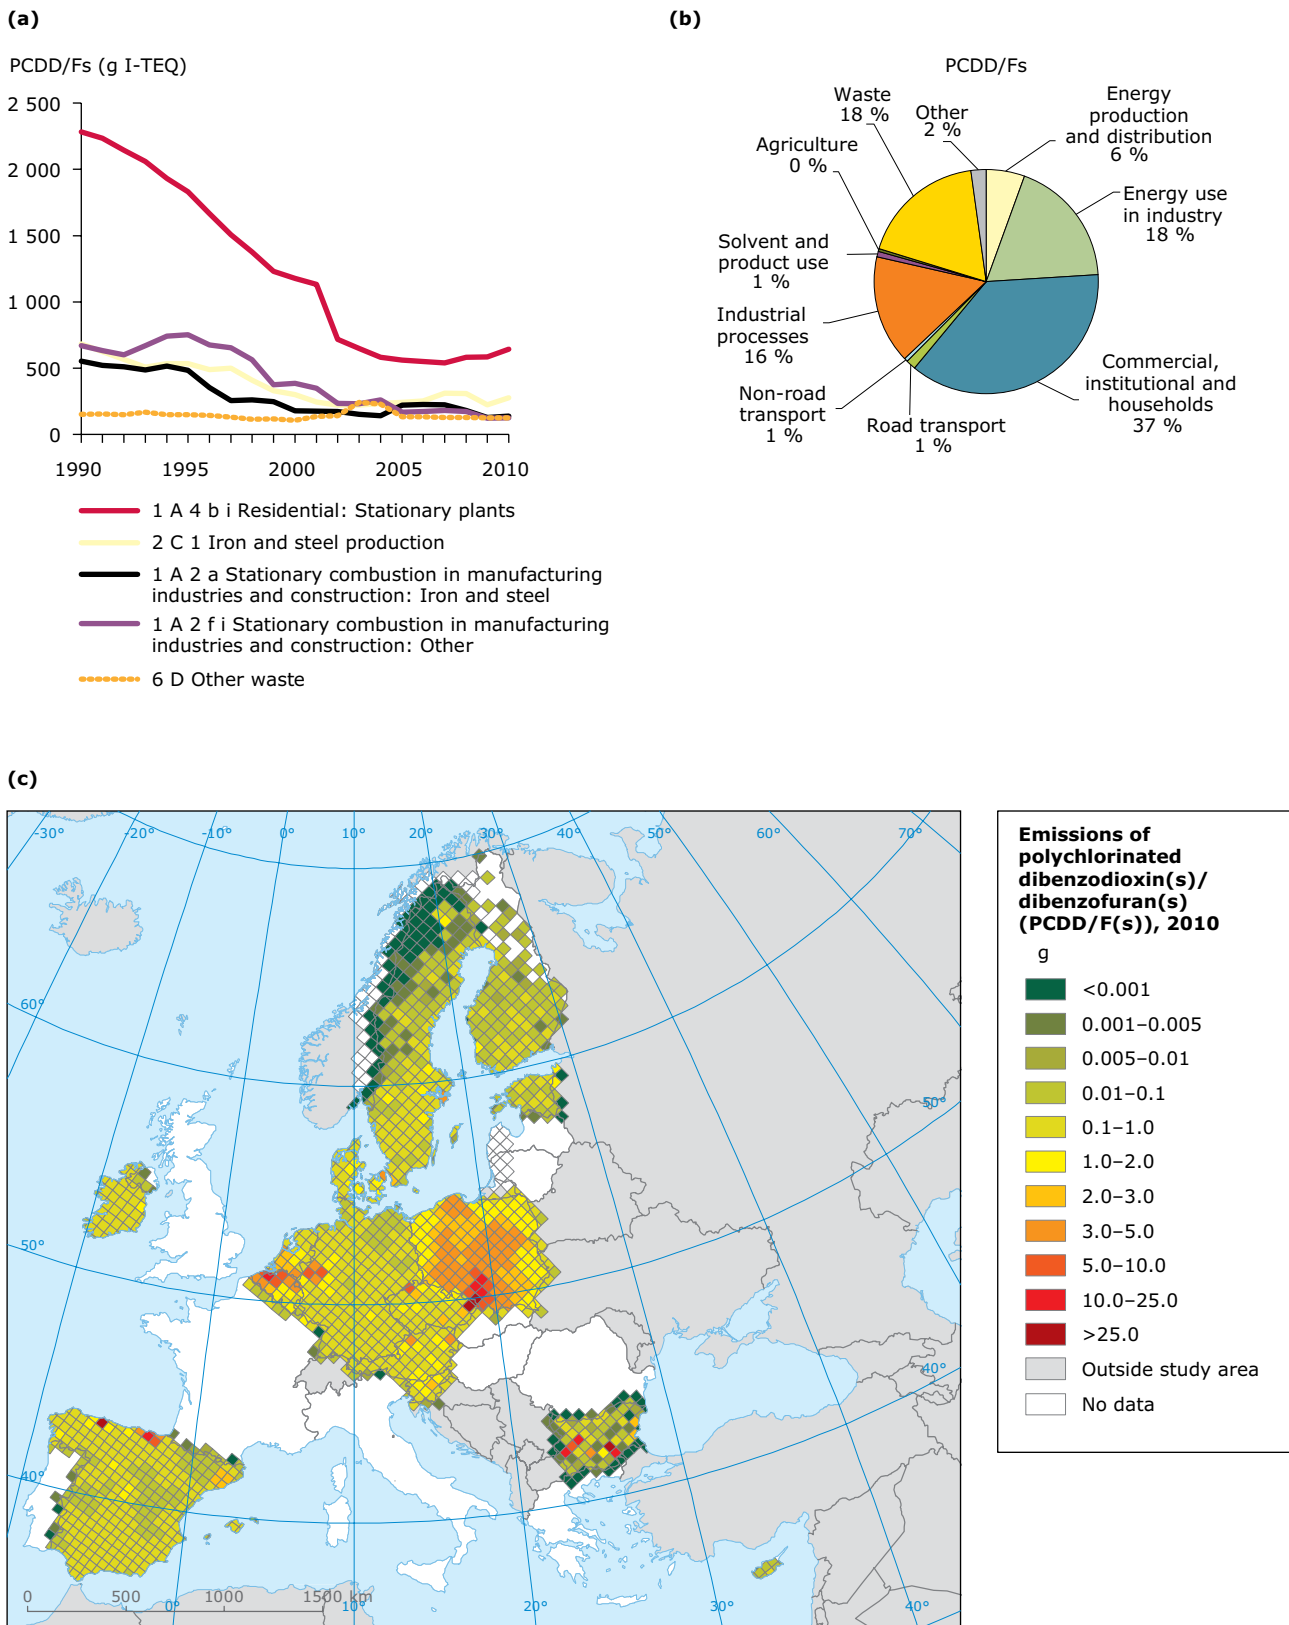 (a)
PCDD/Fs (g I-TEQ)
2 500
2 000
1 500
1 000
500
0
1990
1995
2000
2005
2010
1 A 4 b i Residential: Stationary plants
2 C 1 Iron and steel production
1 A 2 a Stationary combustion in manufacturing
industries and construction: Iron and steel
1 A 2 f i Stationary combustion in manufacturing
industries and construction: Other
6 D Other waste
(b)
PCDD/Fs
Waste
18 %
Other
2 %
Energy
production
and distribution
6 %
Agriculture
0 %
Energy use
in industry
18 %
Solvent and
product use
1 %
Industrial
processes
16 %
Non-road
transport
1 %
Road transport
1 %
Commercial,
institutional and
households
37 %
(c)
-30°
-20°
-10°
0°
10°
20°
30°
40°
50°
60°
70°
60°
50°
50°
40°
40°
0
500
1000
1500 km
0°
10°
20°
30°
40°
Emissions of
polychlorinated
dibenzodioxin(s)/
dibenzofuran(s)
(PCDD/F(s)), 2010
g
<0.001
0.001–0.005
0.005–0.01
0.01–0.1
0.1–1.0
1.0–2.0
2.0–3.0
3.0–5.0
5.0–10.0
10.0–25.0
>25.0
Outside study area
No data